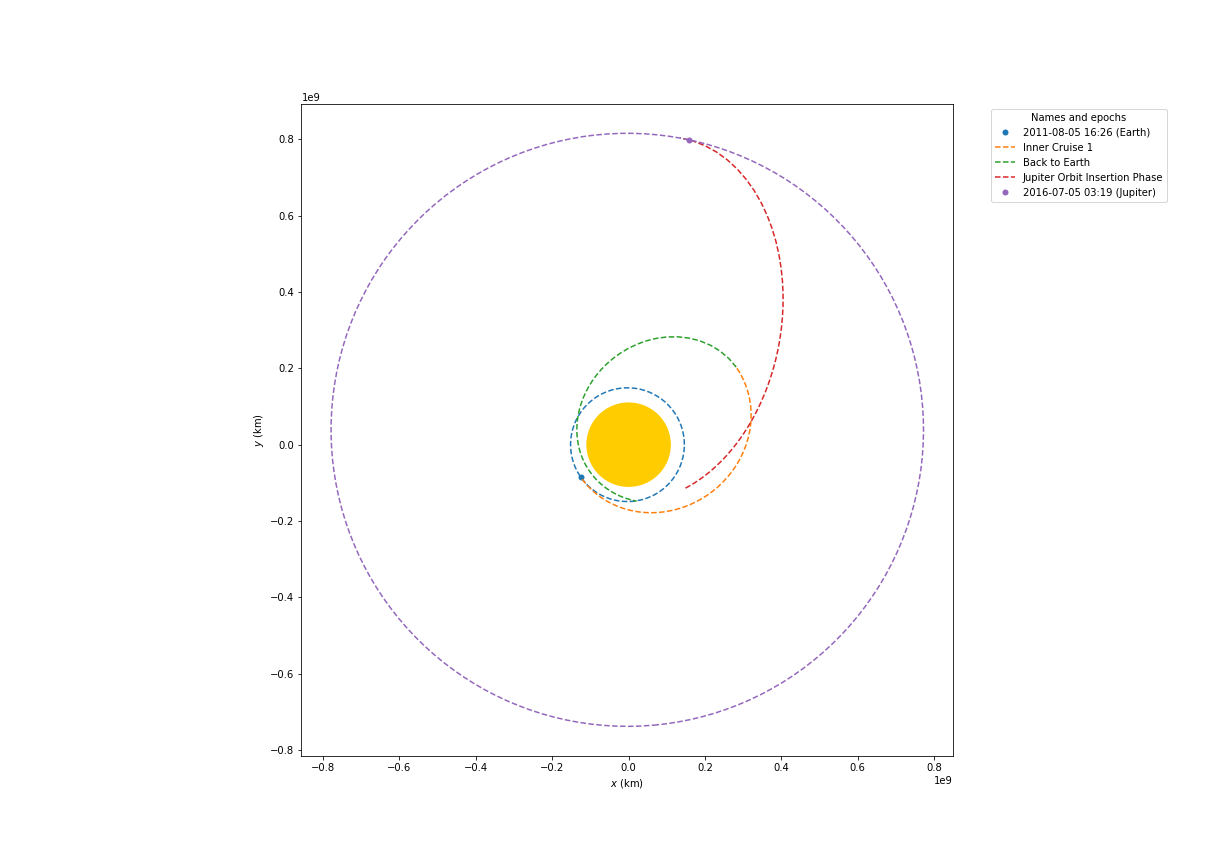 1e9
Names and epochs
2011-08-05 16:26 (Earth)
Inner Cruise 1
Back to Earth
Jupiter Orbit Insertion Phase
2016-07-05 03:19 (Jupiter)
0.8
0.6
0.4
0.2
0.0
−0.2
−0.4
−0.6
−0.8
y (km)
−0.8 −0.6 −0.4 −0.2 0.0 0.2 0.4 0.6 0.8
1e9
x (km)